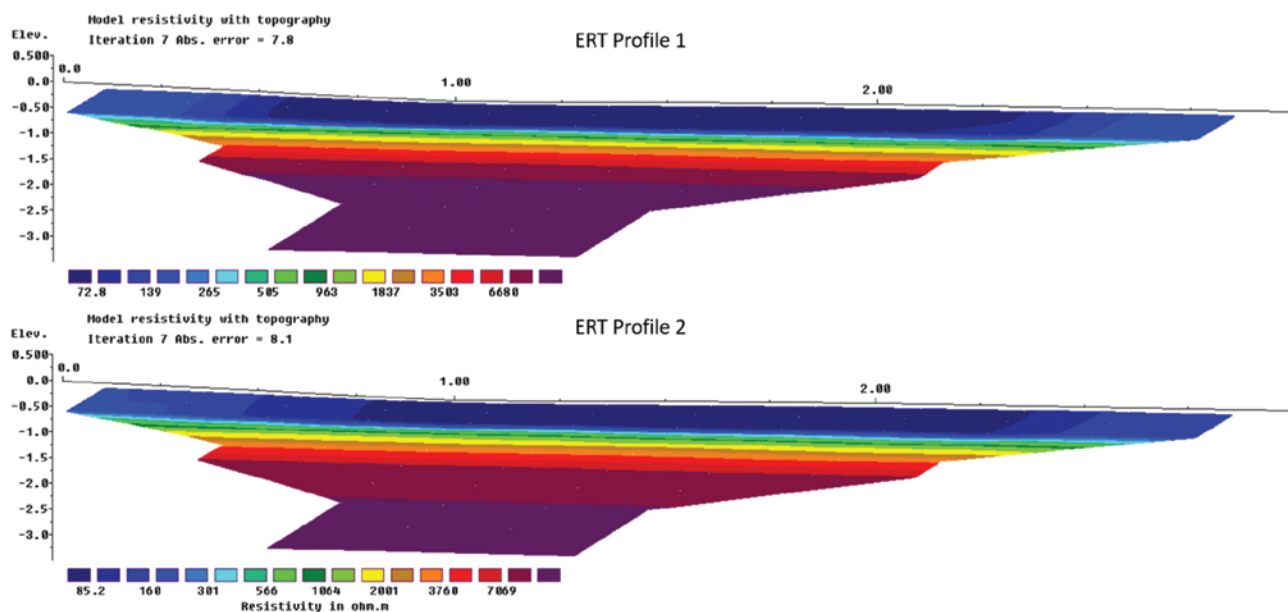 Model resistivity with topography
Iteration 7 Abs. error = 7.8
ERT Profile 1
Elev.
0.500
0.0
-0.50
-1.0
-1.5
-2.0
-2.5
-3.0
0.0
1.00
2.00
72.8 139 265 505 963 1837 3503 6680
Model resistivity with topography
Iteration 7 Abs. error = 8.1
ERT Profile 2
Elev.
0.500
0.0
-0.50
-1.0
-1.5
-2.0
-2.5
-3.0
0.0
1.00
2.00
85.2 160 301 566 1064 2001 3760 7069
Resistivity in ohm.m